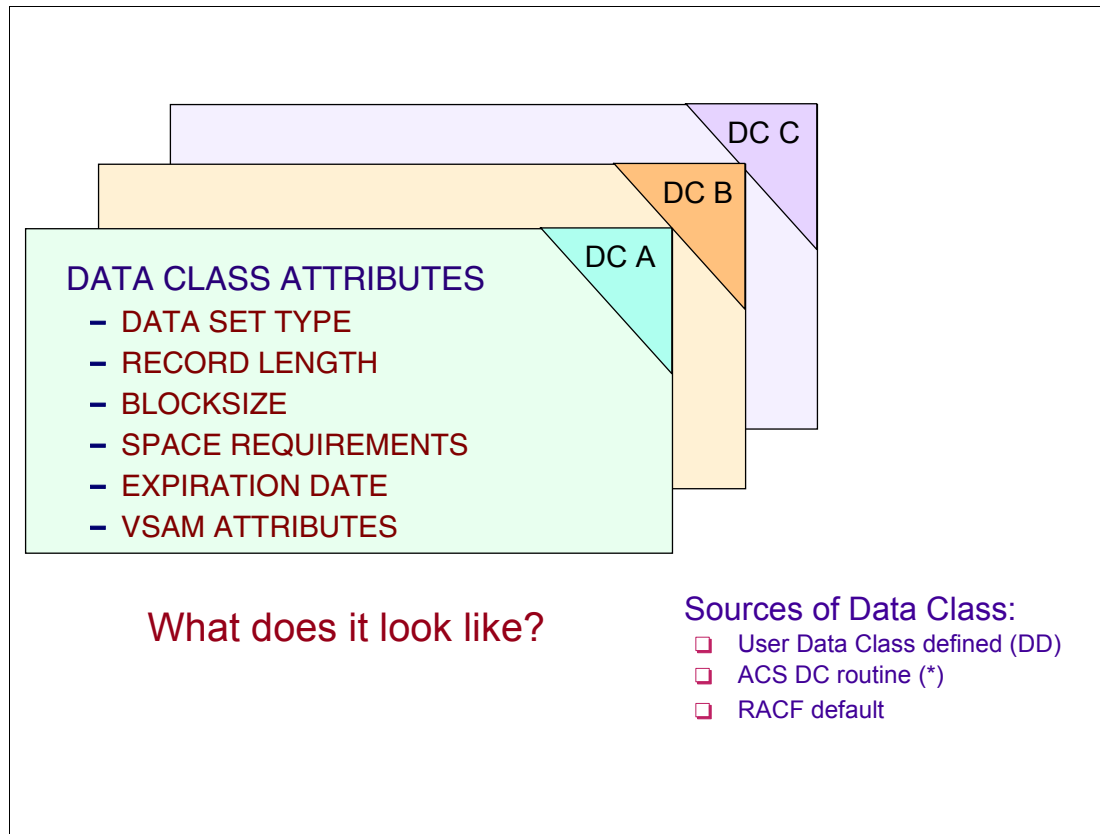 DC C
DC B
DC A
DATA CLASS ATTRIBUTES
– DATA SET TYPE
– RECORD LENGTH
– BLOCKSIZE
– SPACE REQUIREMENTS
– EXPIRATION DATE
– VSAM ATTRIBUTES
What does it look like?
Sources of Data Class:
❑ User Data Class defined (DD)
❑ ACS DC routine (*)
❑ RACF default